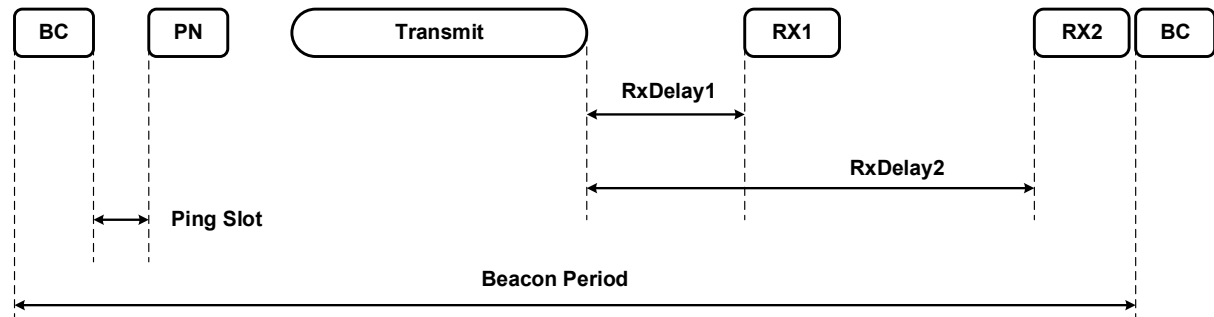 BC PN Transmit RX1 RX2 BC
RxDelay1
RxDelay2
Ping Slot
Beacon Period